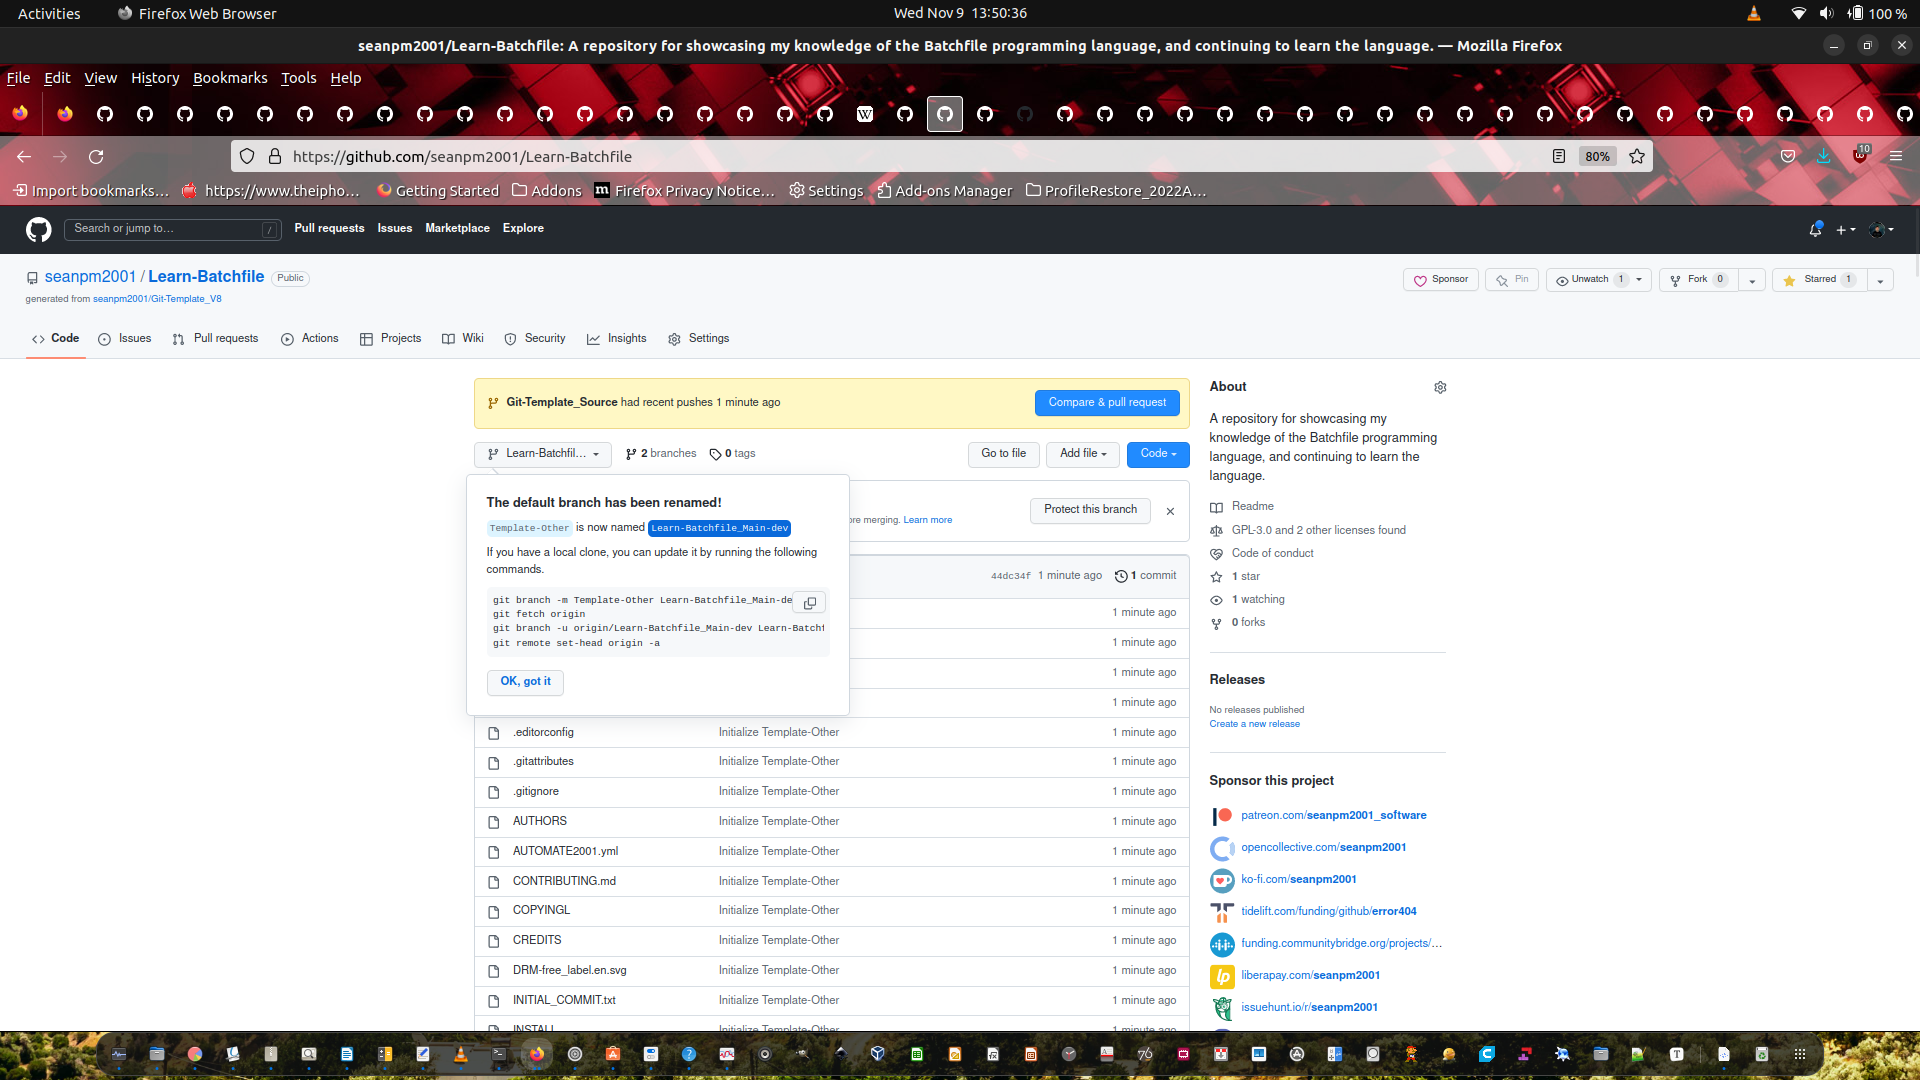 Activities
Firefox Web Browser
Wed Nov 9 13:50:36
100 %
seanpm2001/Learn-Batchfile: A repository for showcasing my knowledge of the Batchfile programming language, and continuing to learn the language. — Mozilla Firefox
File Edit View History Bookmarks Tools Help
https://github.com/seanpm2001/Learn-Batchfile
80%
10
Import bookmarks… https://www.theipho… Getting Started Addons Firefox Privacy Notice… Settings Add-ons Manager ProfileRestore_2022A…
Search or jump to… /
Pull requests Issues Marketplace Explore
seanpm2001 / Learn-Batchfile Public
generated from seanpm2001/Git-Template_V8
Sponsor Pin Unwatch 1 Fork 0 Starred 1
Code Issues Pull requests Actions Projects Wiki Security Insights Settings
Git-Template_Source had recent pushes 1 minute ago
Compare & pull request
Learn-Batchfil… 2 branches 0 tags
Go to file Add file Code
The default branch has been renamed!
Template-Other is now named Learn-Batchfile_Main-dev
If you have a local clone, you can update it by running the following
commands.
git branch -m Template-Other Learn-Batchfile_Main-de
git fetch origin
git branch -u origin/Learn-Batchfile_Main-dev Learn-Batchf
git remote set-head origin -a
OK, got it
ore merging. Learn more
Protect this branch
44dc34f 1 minute ago 1 commit
1 minute ago
1 minute ago
1 minute ago
1 minute ago
.editorconfig Initialize Template-Other 1 minute ago
.gitattributes Initialize Template-Other 1 minute ago
.gitignore Initialize Template-Other 1 minute ago
AUTHORS Initialize Template-Other 1 minute ago
AUTOMATE2001.yml Initialize Template-Other 1 minute ago
CONTRIBUTING.md Initialize Template-Other 1 minute ago
COPYINGL Initialize Template-Other 1 minute ago
CREDITS Initialize Template-Other 1 minute ago
DRM-free_label.en.svg Initialize Template-Other 1 minute ago
INITIAL_COMMIT.txt Initialize Template-Other 1 minute ago
INSTALL Initialize Template-Other 1 minute ago
About
A repository for showcasing my
knowledge of the Batchfile programming
language, and continuing to learn the
language.
Readme
GPL-3.0 and 2 other licenses found
Code of conduct
1 star
1 watching
0 forks
Releases
No releases published
Create a new release
Sponsor this project
patreon.com/seanpm2001_software
opencollective.com/seanpm2001
ko-fi.com/seanpm2001
tidelift.com/funding/github/error404
funding.communitybridge.org/projects/…
liberapay.com/seanpm2001
issuehunt.io/r/seanpm2001